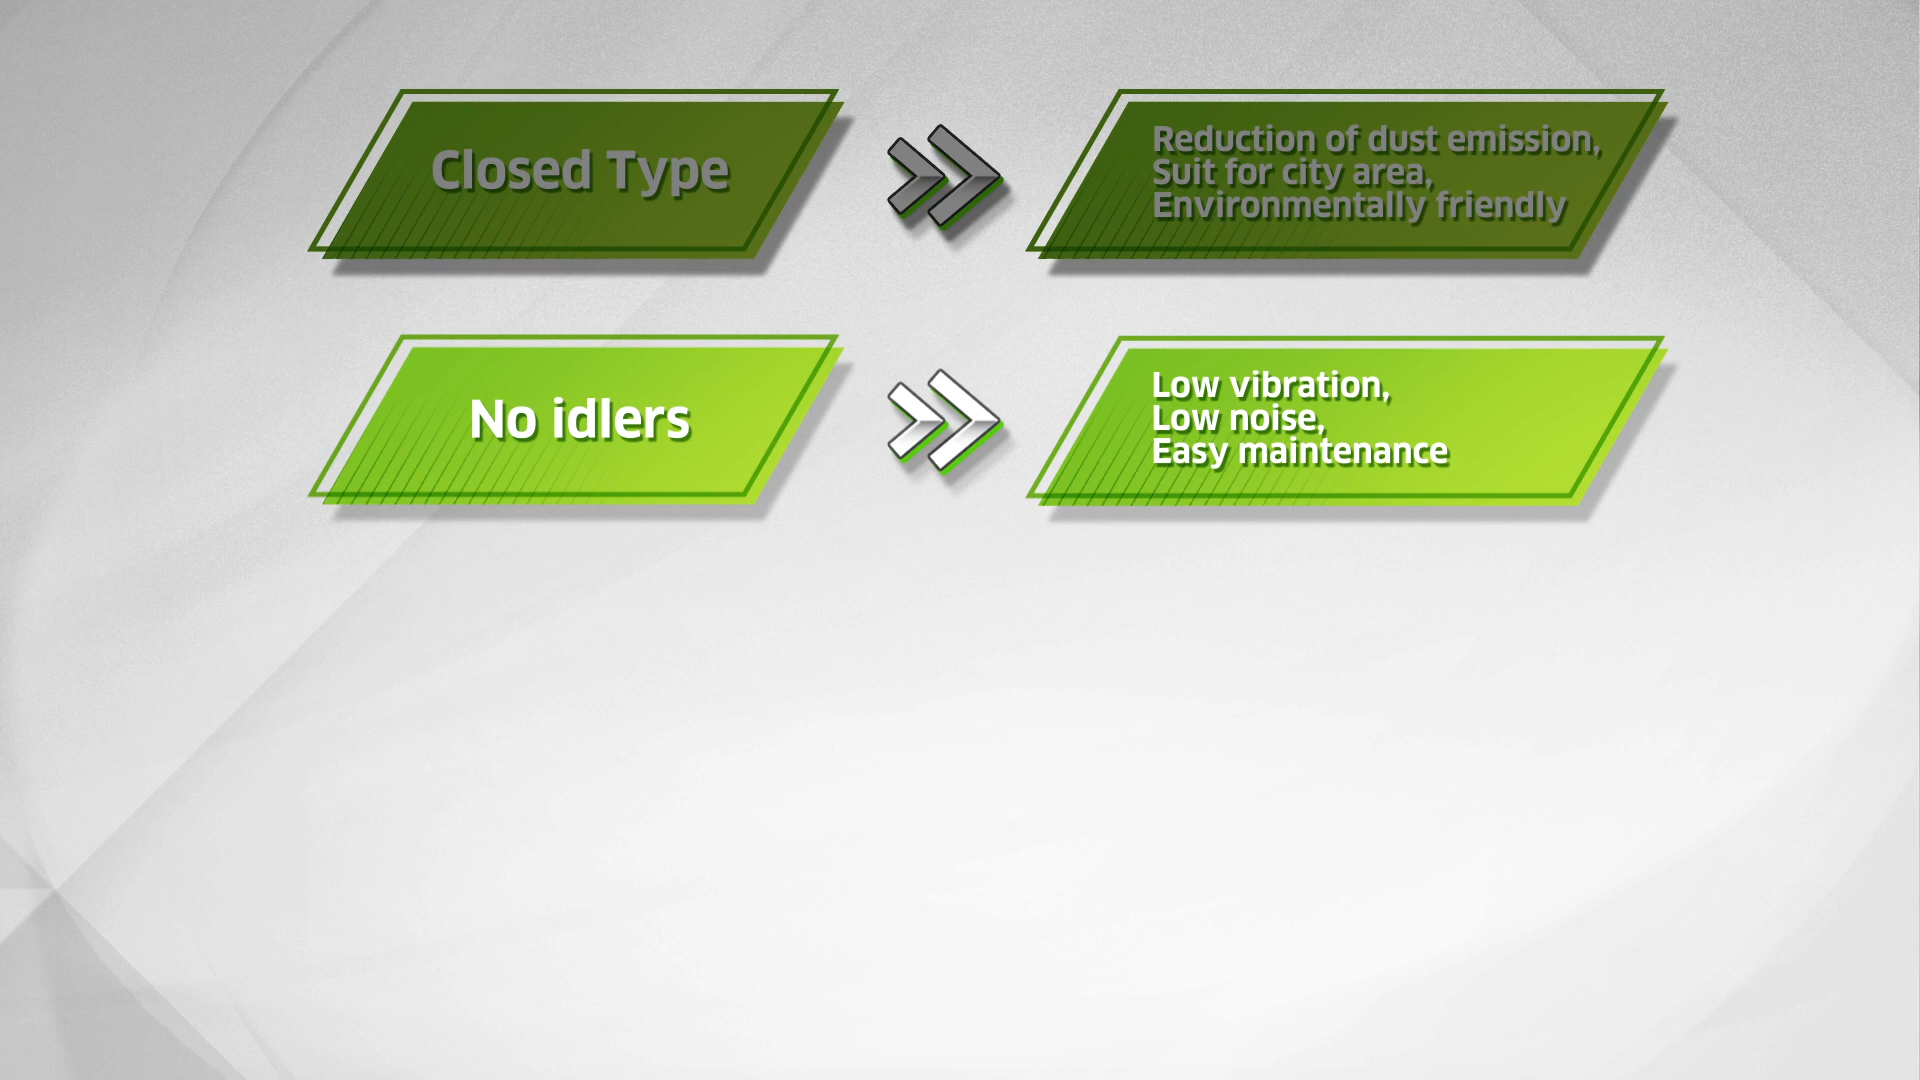 Closed Type
Reduction of dust emission,
Suit for city area,
Environmentally friendly
No idlers
Low vibration,
Low noise,
Easy maintenance